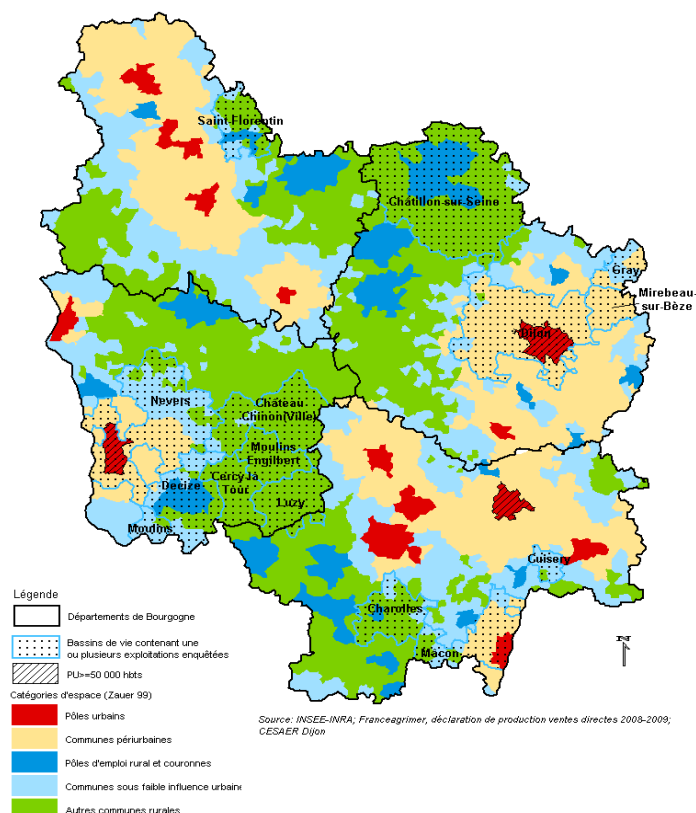 Saint-Florentin
Châtillon-sur-Seine
Gray
Mirebeau-
sur-Bèze
Dijon
Nevers
Château
Chinon(Ville)
Moulins
Engilbert
Cercy-la
Tour
Decize
Luzy
Moulins
Cuisery
Charolles
Macon
N
Légende
Départements de Bourgogne
Bassins de vie contenant une
ou plusieurs exploitations enquêtées
PU>=50 000 hbts
Catégories d'espace (Zauer 99)
Pôles urbains
Communes périurbaines
Pôles d'emploi rural et couronnes
Communes sous faible influence urbaine
Autres communes rurales
Source: INSEE-INRA; Franceagrimer, déclaration de production ventes directes 2008-2009;
CESAER Dijon